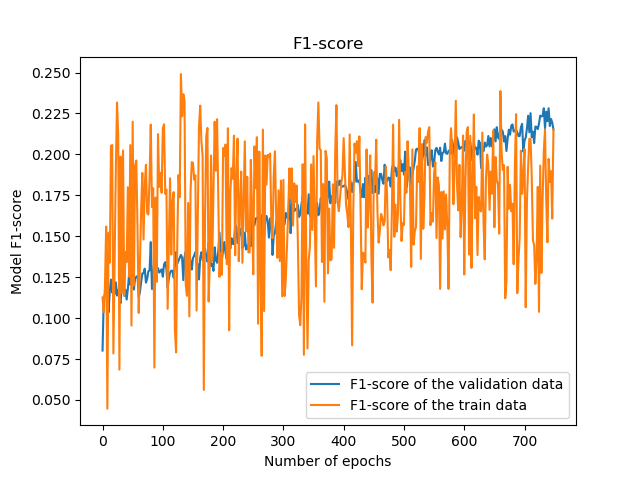 F1-score
0.250
0.225
0.200
0.175
0.150
0.125
0.100
0.075
0.050
Model F1-score
F1-score of the validation data
F1-score of the train data
0 100 200 300 400 500 600 700
Number of epochs